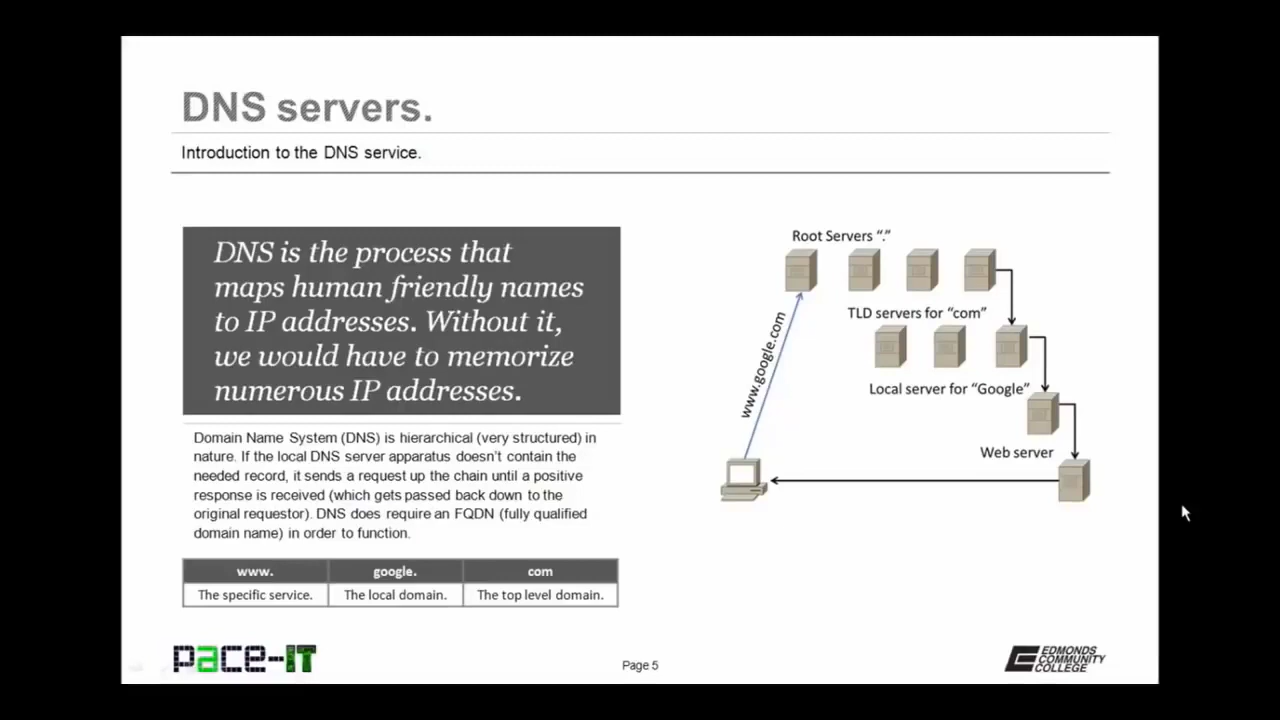 DNS servers.
Introduction to the DNS service.
DNS is the process that
maps human friendly names
to IP addresses. Without it,
we would have to memorize
numerous IP addresses.
Domain Name System (DNS) is hierarchical (very structured) in
nature. If the local DNS server apparatus doesn't contain the
needed record, it sends a request up the chain until a positive
response is received (which gets passed back down to the
original requestor). DNS does require an FQDN (fully qualified
domain name) in order to function.
www. google. com
The specific service. The local domain. The top level domain.
Root Servers “.”
www.google.com
TLD servers for “com”
Local server for “Google”
Web server
pace-IT
Page 5
EDMONDS
COMMUNITY
COLLEGE